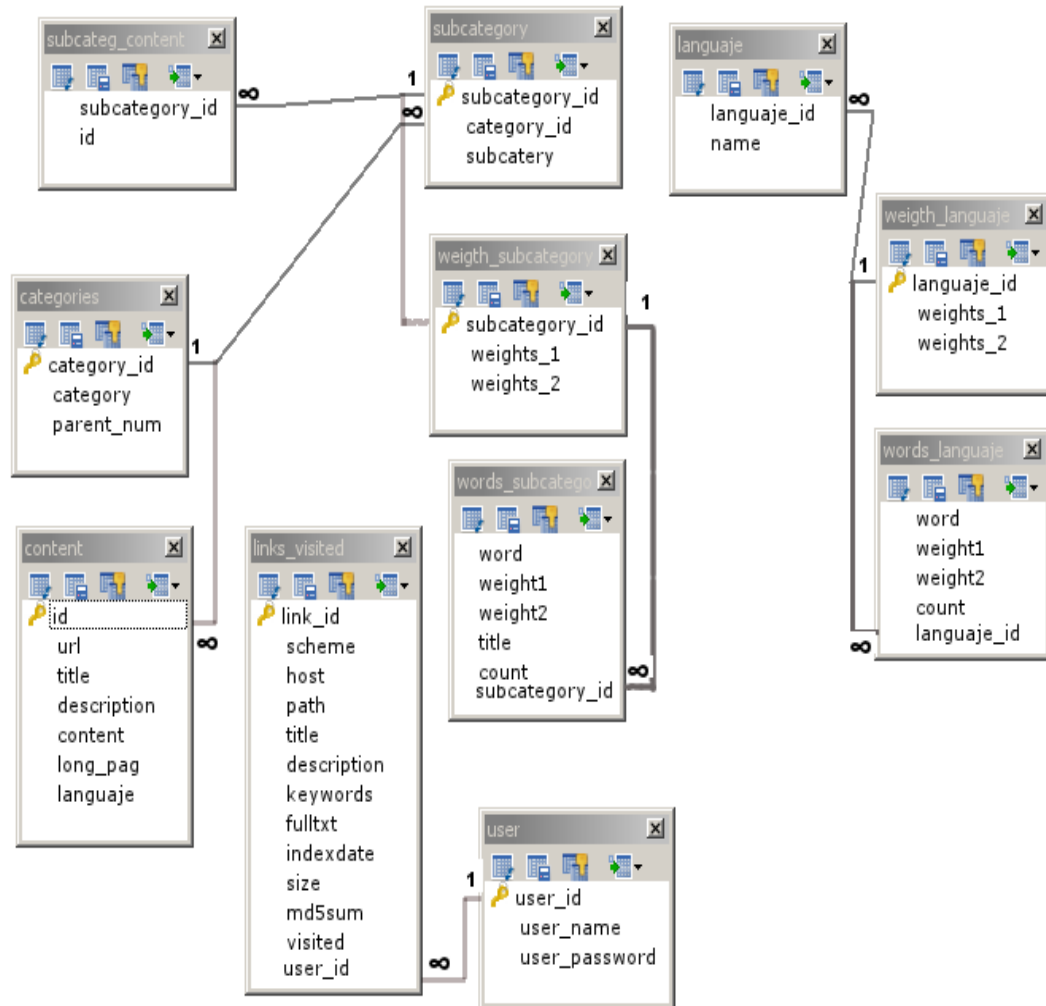 subcateg_content
subcategory_id
id
∞
subcategory
subcategory_id
category_id
subcatery
1
∞
languaje
languaje_id
name
∞
weigth_languaje
languaje_id
weights_1
weights_2
1
categories
category_id
category
parent_num
1
weigth_subcategory
subcategory_id
weights_1
weights_2
1
words_subcatego
word
weight1
weight2
title
count
subcategory_id
∞
words_languaje
word
weight1
weight2
count
languaje_id
∞
content
id
url
title
description
content
long_pag
languaje
∞
links_visited
link_id
scheme
host
path
title
description
keywords
fulltxt
indexdate
size
md5sum
visited
user_id
∞
user
user_id
user_name
user_password
1